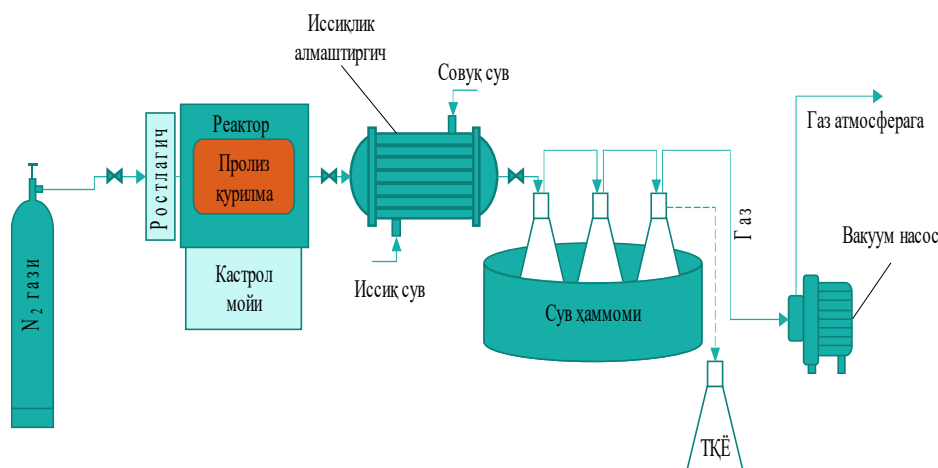 Иссиқлик
алмаштиргич
Совуқ сув
Газ атмосферага
Реактор
Пролиз
қурилма
Ростлагич
N₂ гази
Кастрол
мойи
Иссиқ сув
Газ
Вакуум насос
Сув ҳаммоми
ТҚЁ